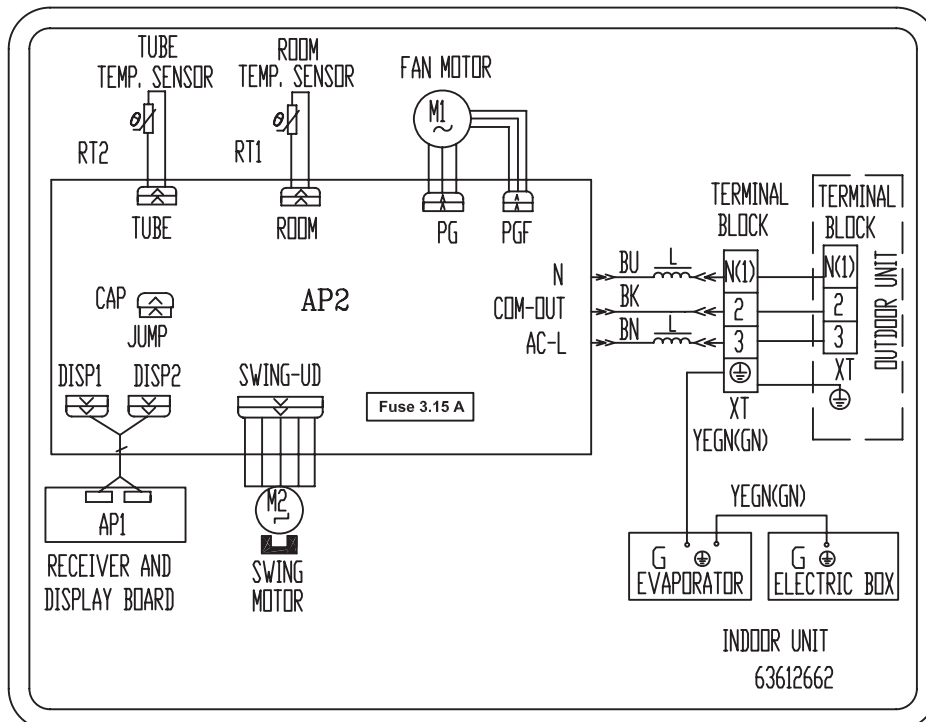 TUBE
TEMP. SENSOR
ROOM
TEMP. SENSOR
FAN MOTOR
θ
θ
M1
RT2
RT1
TUBE
ROOM
PG
PGF
TERMINAL
BLOCK
TERMINAL
BLOCK
OUTDOOR UNIT
N
BU
L
N(1)
N(1)
CAP
AP2
COM-OUT
BK
2
2
JUMP
AC-L
BN
L
3
3
DISP1
DISP2
SWING-UD
Fuse 3.15 A
XT
XT
YEGN(GN)
M2
AP1
YEGN(GN)
RECEIVER AND
DISPLAY BOARD
SWING
MOTOR
G
EVAPORATOR
G
ELECTRIC BOX
INDOOR UNIT
63612662